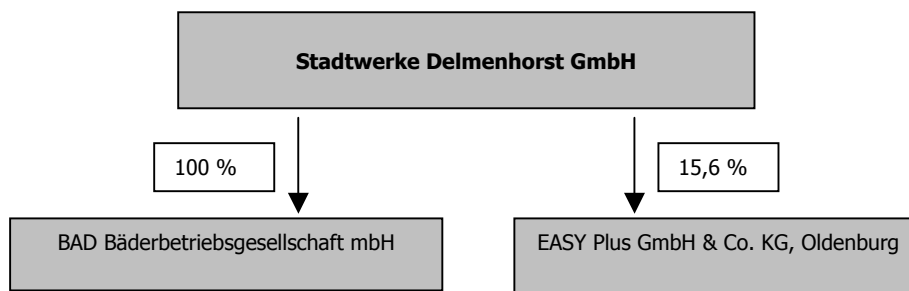 Stadtwerke Delmenhorst GmbH
100 %
15,6 %
BAD Bäderbetriebsgesellschaft mbH
EASY Plus GmbH & Co. KG, Oldenburg